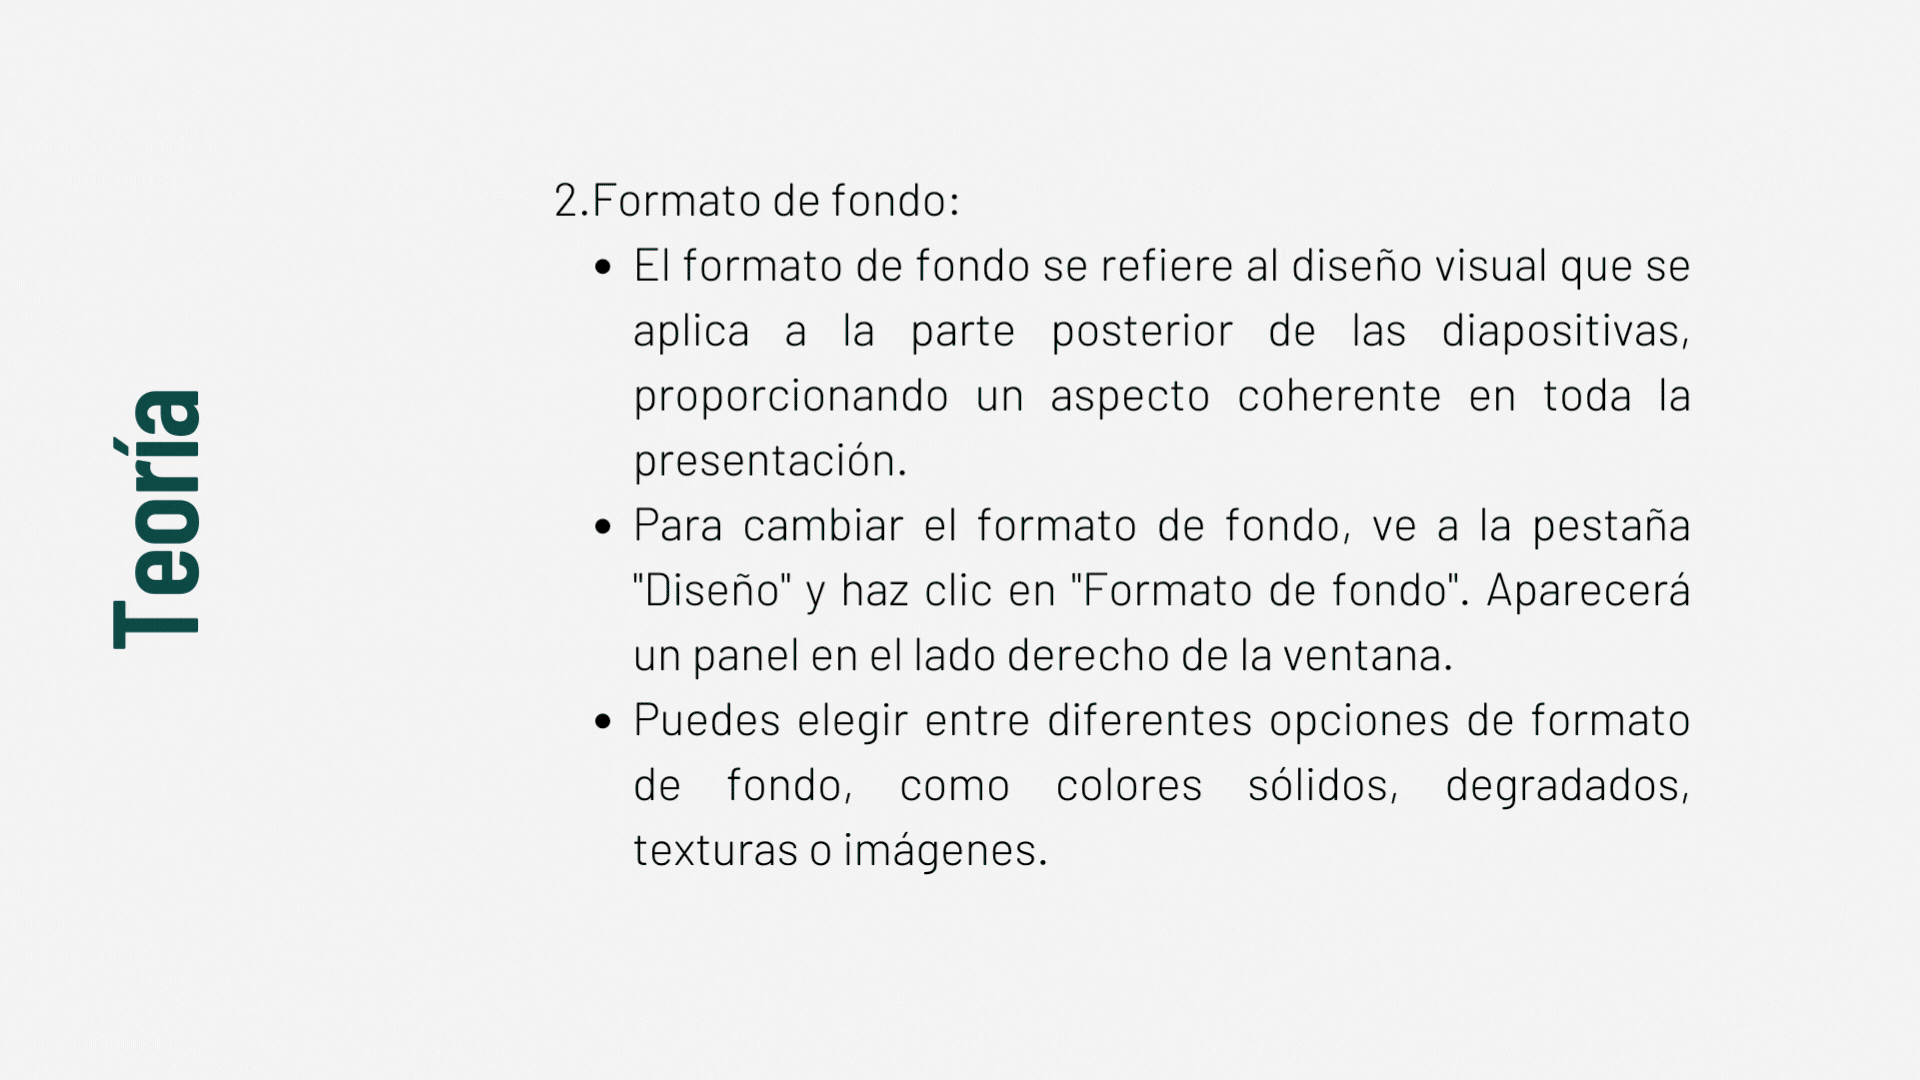 Teoría
2.Formato de fondo:
• El formato de fondo se refiere al diseño visual que se
aplica a la parte posterior de las diapositivas,
proporcionando un aspecto coherente en toda la
presentación.
• Para cambiar el formato de fondo, ve a la pestaña
"Diseño" y haz clic en "Formato de fondo". Aparecerá
un panel en el lado derecho de la ventana.
• Puedes elegir entre diferentes opciones de formato
de fondo, como colores sólidos, degradados,
texturas o imágenes.